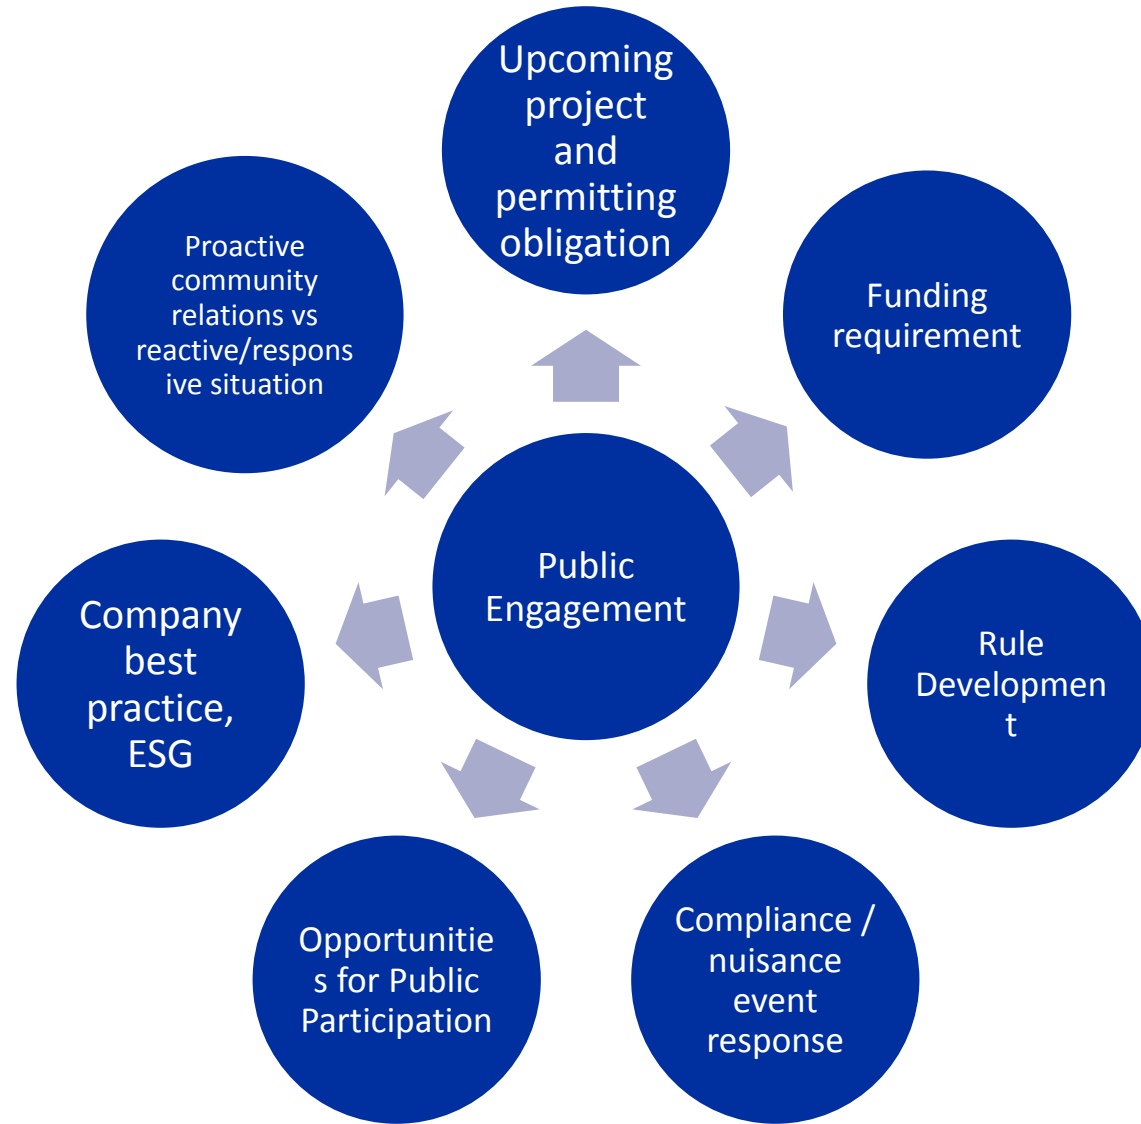 Upcoming
project
and
permitting
obligation
Funding
requirement
Rule
Developmen
t
Compliance /
nuisance
event
response
Opportunitie
s for Public
Participation
Company
best
practice,
ESG
Proactive
community
relations vs
reactive/respons
ive situation
Public
Engagement